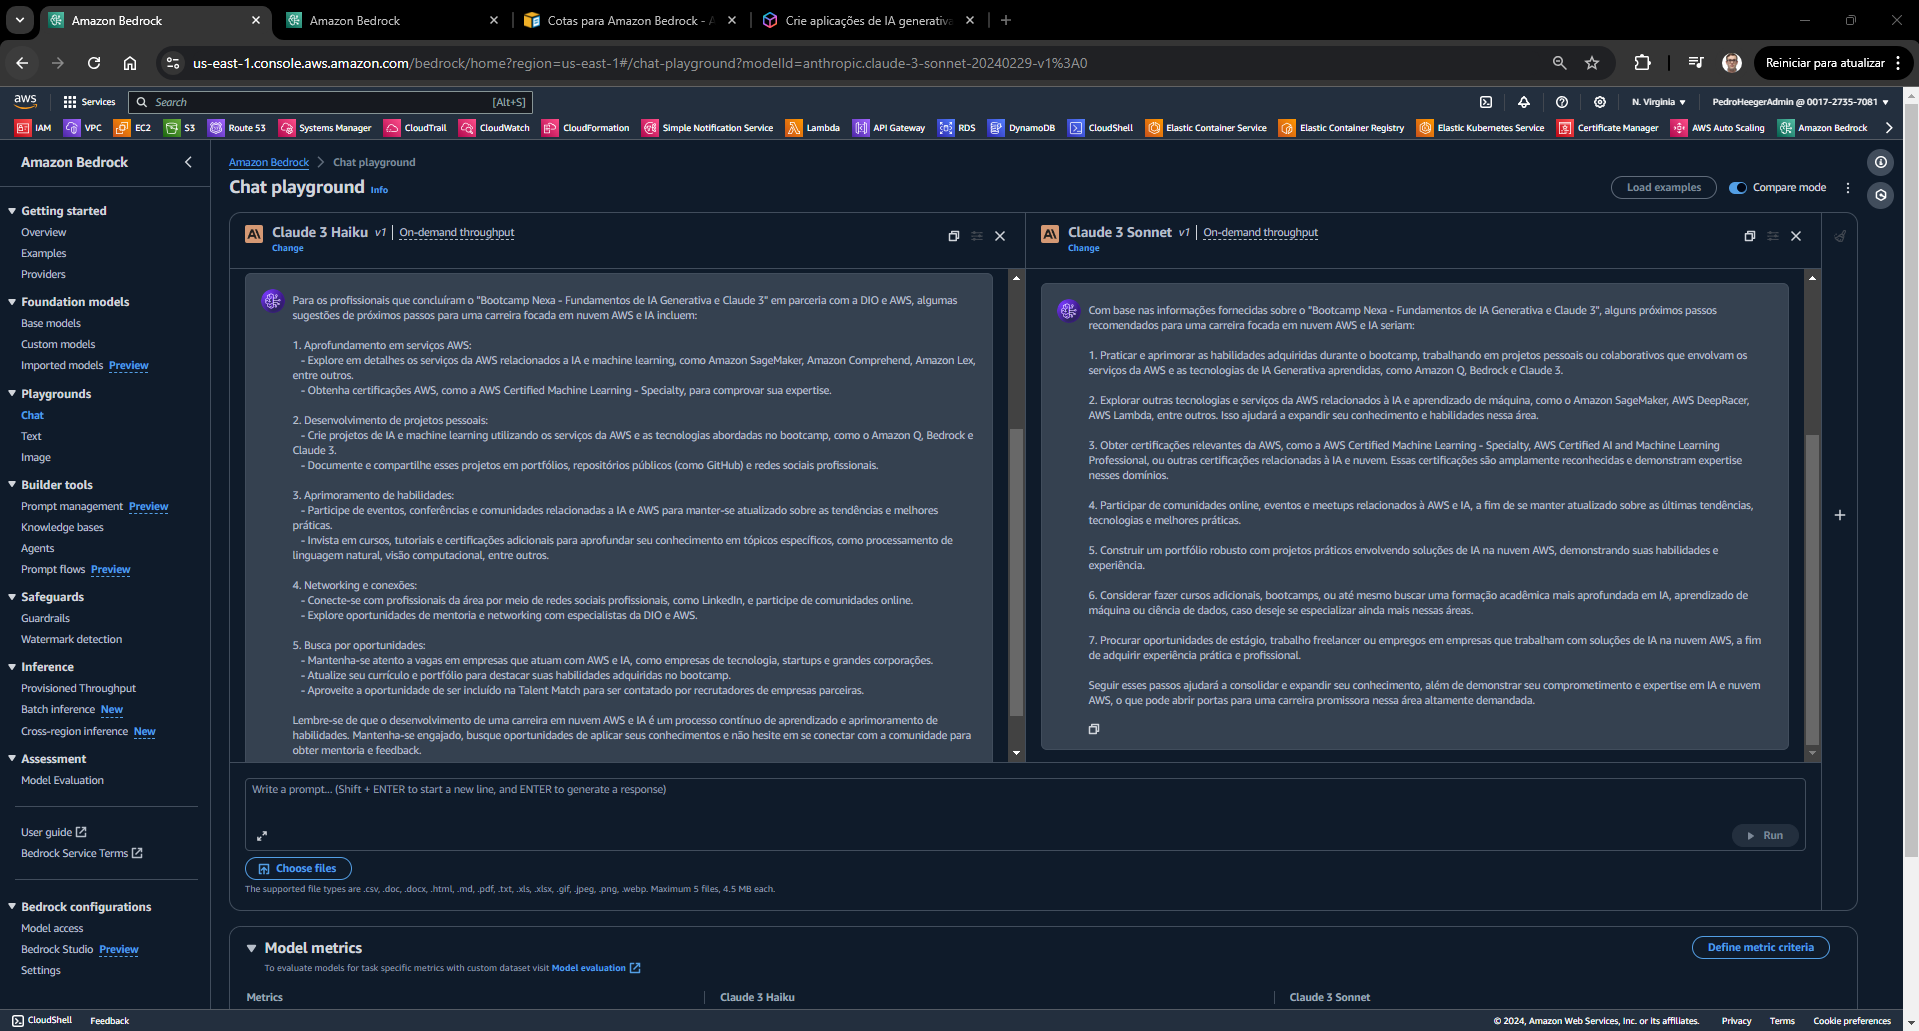 Amazon Bedrock
Amazon Bedrock
Cotas para Amazon Bedrock - A
Crie aplicações de IA generativa
us-east-1.console.aws.amazon.com/bedrock/home?region=us-east-1#/chat-playground?modelId=anthropic.claude-3-sonnet-20240229-v1%3A0
Reiniciar para atualizar
aws
Services
Search
[Alt+S]
N. Virginia
PedroHeegerAdmin @ 0017-2735-7081
IAM
VPC
EC2
S3
Route 53
Systems Manager
CloudTrail
CloudWatch
CloudFormation
Simple Notification Service
Lambda
API Gateway
RDS
DynamoDB
CloudShell
Elastic Container Service
Elastic Container Registry
Elastic Kubernetes Service
Certificate Manager
AWS Auto Scaling
Amazon Bedrock
Amazon Bedrock
Getting started
Overview
Examples
Providers
Foundation models
Base models
Custom models
Imported models Preview
Playgrounds
Chat
Text
Image
Builder tools
Prompt management Preview
Knowledge bases
Agents
Prompt flows Preview
Safeguards
Guardrails
Watermark detection
Inference
Provisioned Throughput
Batch inference New
Cross-region inference New
Assessment
Model Evaluation
User guide
Bedrock Service Terms
Bedrock configurations
Model access
Bedrock Studio Preview
Settings
Amazon Bedrock
Chat playground
Chat playground Info
Load examples
Compare mode
Claude 3 Haiku v1 | On-demand throughput
Change
Para os profissionais que concluíram o "Bootcamp Nexa - Fundamentos de IA Generativa e Claude 3" em parceria com a DIO e AWS, algumas
sugestões de próximos passos para uma carreira focada em nuvem AWS e IA incluem:
1. Aprofundamento em serviços AWS:
- Explore em detalhes os serviços da AWS relacionados a IA e machine learning, como Amazon SageMaker, Amazon Comprehend, Amazon Lex,
entre outros.
- Obtenha certificações AWS, como a AWS Certified Machine Learning - Specialty, para comprovar sua expertise.
2. Desenvolvimento de projetos pessoais:
- Crie projetos de IA e machine learning utilizando os serviços da AWS e as tecnologias abordadas no bootcamp, como o Amazon Q, Bedrock e
Claude 3.
- Documente e compartilhe esses projetos em portfólios, repositórios públicos (como GitHub) e redes sociais profissionais.
3. Aprimoramento de habilidades:
- Participe de eventos, conferências e comunidades relacionadas a IA e AWS para manter-se atualizado sobre as tendências e melhores
práticas.
- Invista em cursos, tutoriais e certificações adicionais para aprofundar seu conhecimento em tópicos específicos, como processamento de
linguagem natural, visão computacional, entre outros.
4. Networking e conexões:
- Conecte-se com profissionais da área por meio de redes sociais profissionais, como LinkedIn, e participe de comunidades online.
- Explore oportunidades de mentoria e networking com especialistas da DIO e AWS.
5. Busca por oportunidades:
- Mantenha-se atento a vagas em empresas que atuam com AWS e IA, como empresas de tecnologia, startups e grandes corporações.
- Atualize seu currículo e portfólio para destacar suas habilidades adquiridas no bootcamp.
- Aproveite a oportunidade de ser incluído na Talent Match para ser contatado por recrutadores de empresas parceiras.
Lembre-se de que o desenvolvimento de uma carreira em nuvem AWS e IA é um processo contínuo de aprendizado e aprimoramento de
habilidades. Mantenha-se engajado, busque oportunidades de aplicar seus conhecimentos e não hesite em se conectar com a comunidade para
obter mentoria e feedback.
Claude 3 Sonnet v1 | On-demand throughput
Change
Com base nas informações fornecidas sobre o "Bootcamp Nexa - Fundamentos de IA Generativa e Claude 3", alguns próximos passos
recomendados para uma carreira focada em nuvem AWS e IA seriam:
1. Praticar e aprimorar as habilidades adquiridas durante o bootcamp, trabalhando em projetos pessoais ou colaborativos que envolvam os
serviços da AWS e as tecnologias de IA Generativa aprendidas, como Amazon Q, Bedrock e Claude 3.
2. Explorar outras tecnologias e serviços da AWS relacionados à IA e aprendizado de máquina, como o Amazon SageMaker, AWS DeepRacer,
AWS Lambda, entre outros. Isso ajudará a expandir seu conhecimento e habilidades nessa área.
3. Obter certificações relevantes da AWS, como a AWS Certified Machine Learning - Specialty, AWS Certified AI and Machine Learning
Professional, ou outras certificações relacionadas à IA e nuvem. Essas certificações são amplamente reconhecidas e demonstram expertise
nesses domínios.
4. Participar de comunidades online, eventos e meetups relacionados à AWS e IA, a fim de se manter atualizado sobre as últimas tendências,
tecnologias e melhores práticas.
5. Construir um portfólio robusto com projetos práticos envolvendo soluções de IA na nuvem AWS, demonstrando suas habilidades e
experiência.
6. Considerar fazer cursos adicionais, bootcamps, ou até mesmo buscar uma formação acadêmica mais aprofundada em IA, aprendizado de
máquina ou ciência de dados, caso deseje se especializar ainda mais nessas áreas.
7. Procurar oportunidades de estágio, trabalho freelancer ou empregos em empresas que trabalham com soluções de IA na nuvem AWS, a fim
de adquirir experiência prática e profissional.
Seguir esses passos ajudará a consolidar e expandir seu conhecimento, além de demonstrar seu comprometimento e expertise em IA e nuvem
AWS, o que pode abrir portas para uma carreira promissora nessa área altamente demandada.
Write a prompt... (Shift + ENTER to start a new line, and ENTER to generate a response)
Run
Choose files
The supported file types are .csv, .doc, .docx, .html, .md, .pdf, .txt, .xls, .xlsx, .gif, .jpeg, .png, .webp. Maximum 5 files, 4.5 MB each.
Model metrics
Define metric criteria
To evaluate models for task specific metrics with custom dataset visit Model evaluation
Metrics
Claude 3 Haiku
Claude 3 Sonnet
CloudShell
Feedback
© 2024, Amazon Web Services, Inc. or its affiliates.
Privacy
Terms
Cookie preferences